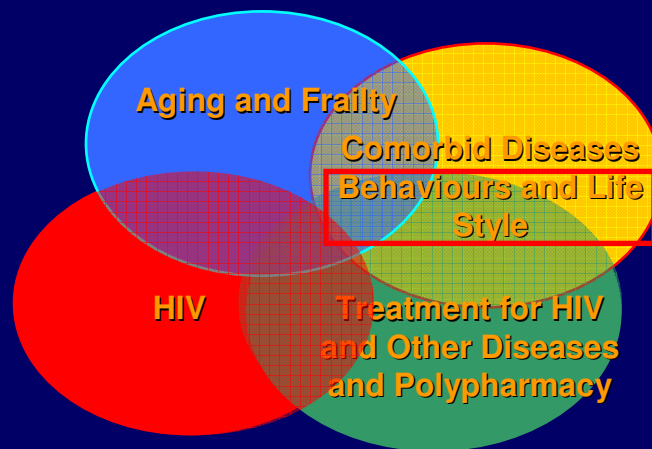 Aging and Frailty
Comorbid Diseases
Behaviours and Life
Style
HIV
Treatment for HIV
and Other Diseases
and Polypharmacy